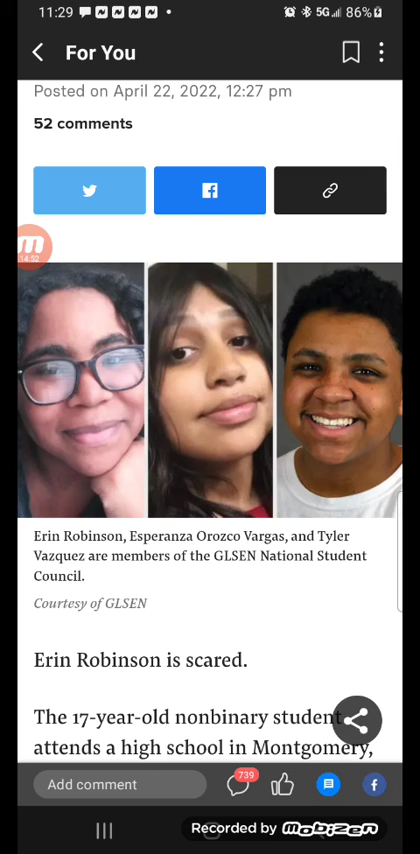 11:29 5G 86%
For You
Posted on April 22, 2022, 12:27 pm
52 comments
m
14:52
Erin Robinson, Esperanza Orozco Vargas, and Tyler
Vazquez are members of the GLSEN National Student
Council.
Courtesy of GLSEN
Erin Robinson is scared.
The 17-year-old nonbinary student
attends a high school in Montgomery,
Add comment
739
Recorded by mobizen